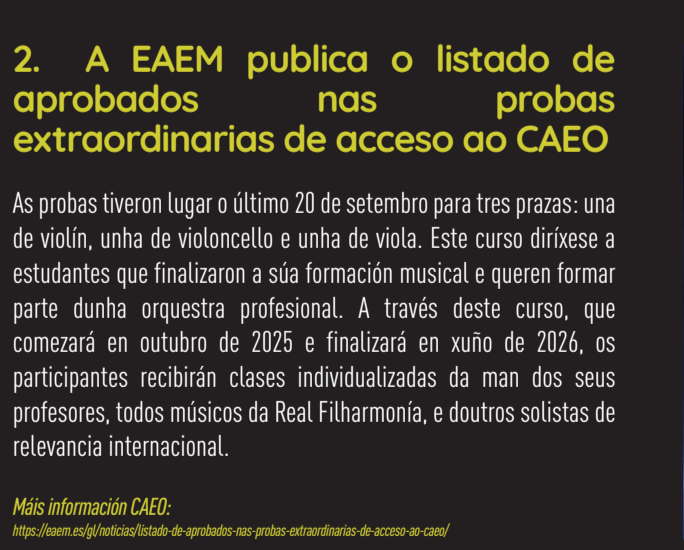 2. A EAEM publica o listado de
aprobados nas probas
extraordinarias de acceso ao CAEO
As probas tiveron lugar o último 20 de setembro para tres prazas: una
de violín, unha de violoncello e unha de viola. Este curso diríxese a
estudantes que finalizaron a súa formación musical e queren formar
parte dunha orquestra profesional. A través deste curso, que
comezará en outubro de 2025 e finalizará en xuño de 2026, os
participantes recibirán clases individualizadas da man dos seus
profesores, todos músicos da Real Filharmonía, e doutros solistas de
relevancia internacional.
Máis información CAEO:
https://eaem.es/gl/noticias/listado-de-aprobados-nas-probas-extraordinarias-de-acceso-ao-caeo/